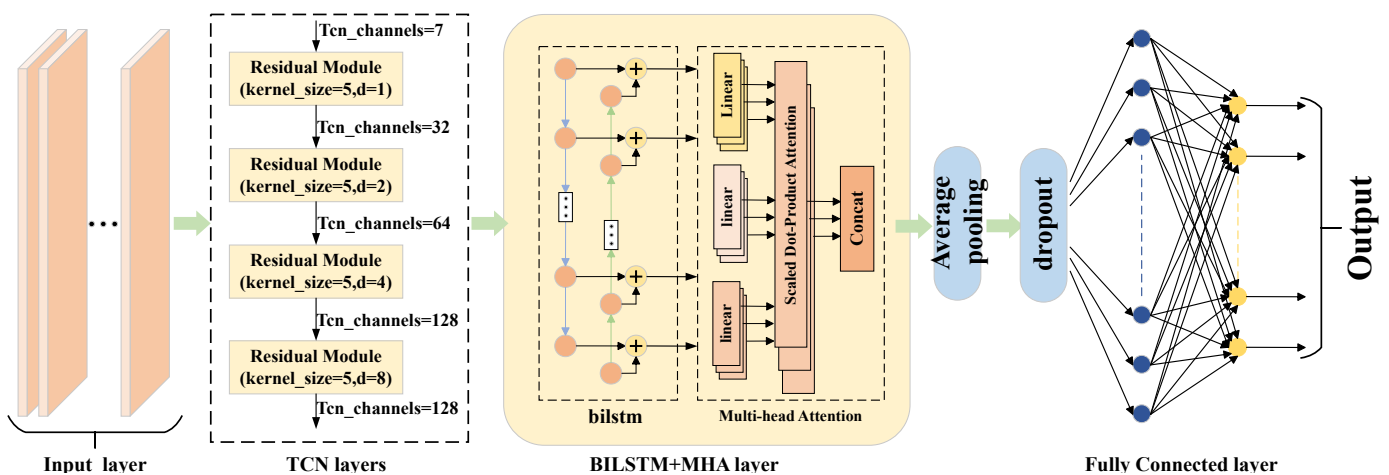 Tcn_channels=7
Residual Module
(kernel_size=5,d=1)
Tcn_channels=32
Residual Module
(kernel_size=5,d=2)
Tcn_channels=64
Residual Module
(kernel_size=5,d=4)
Tcn_channels=128
Residual Module
(kernel_size=5,d=8)
Tcn_channels=128
Linear
linear
linear
Scaled Dot-Product Attention
Concat
bilstm
Multi-head Attention
Average
pooling
dropout
Output
Input layer
TCN layers
BILSTM+MHA layer
Fully Connected layer